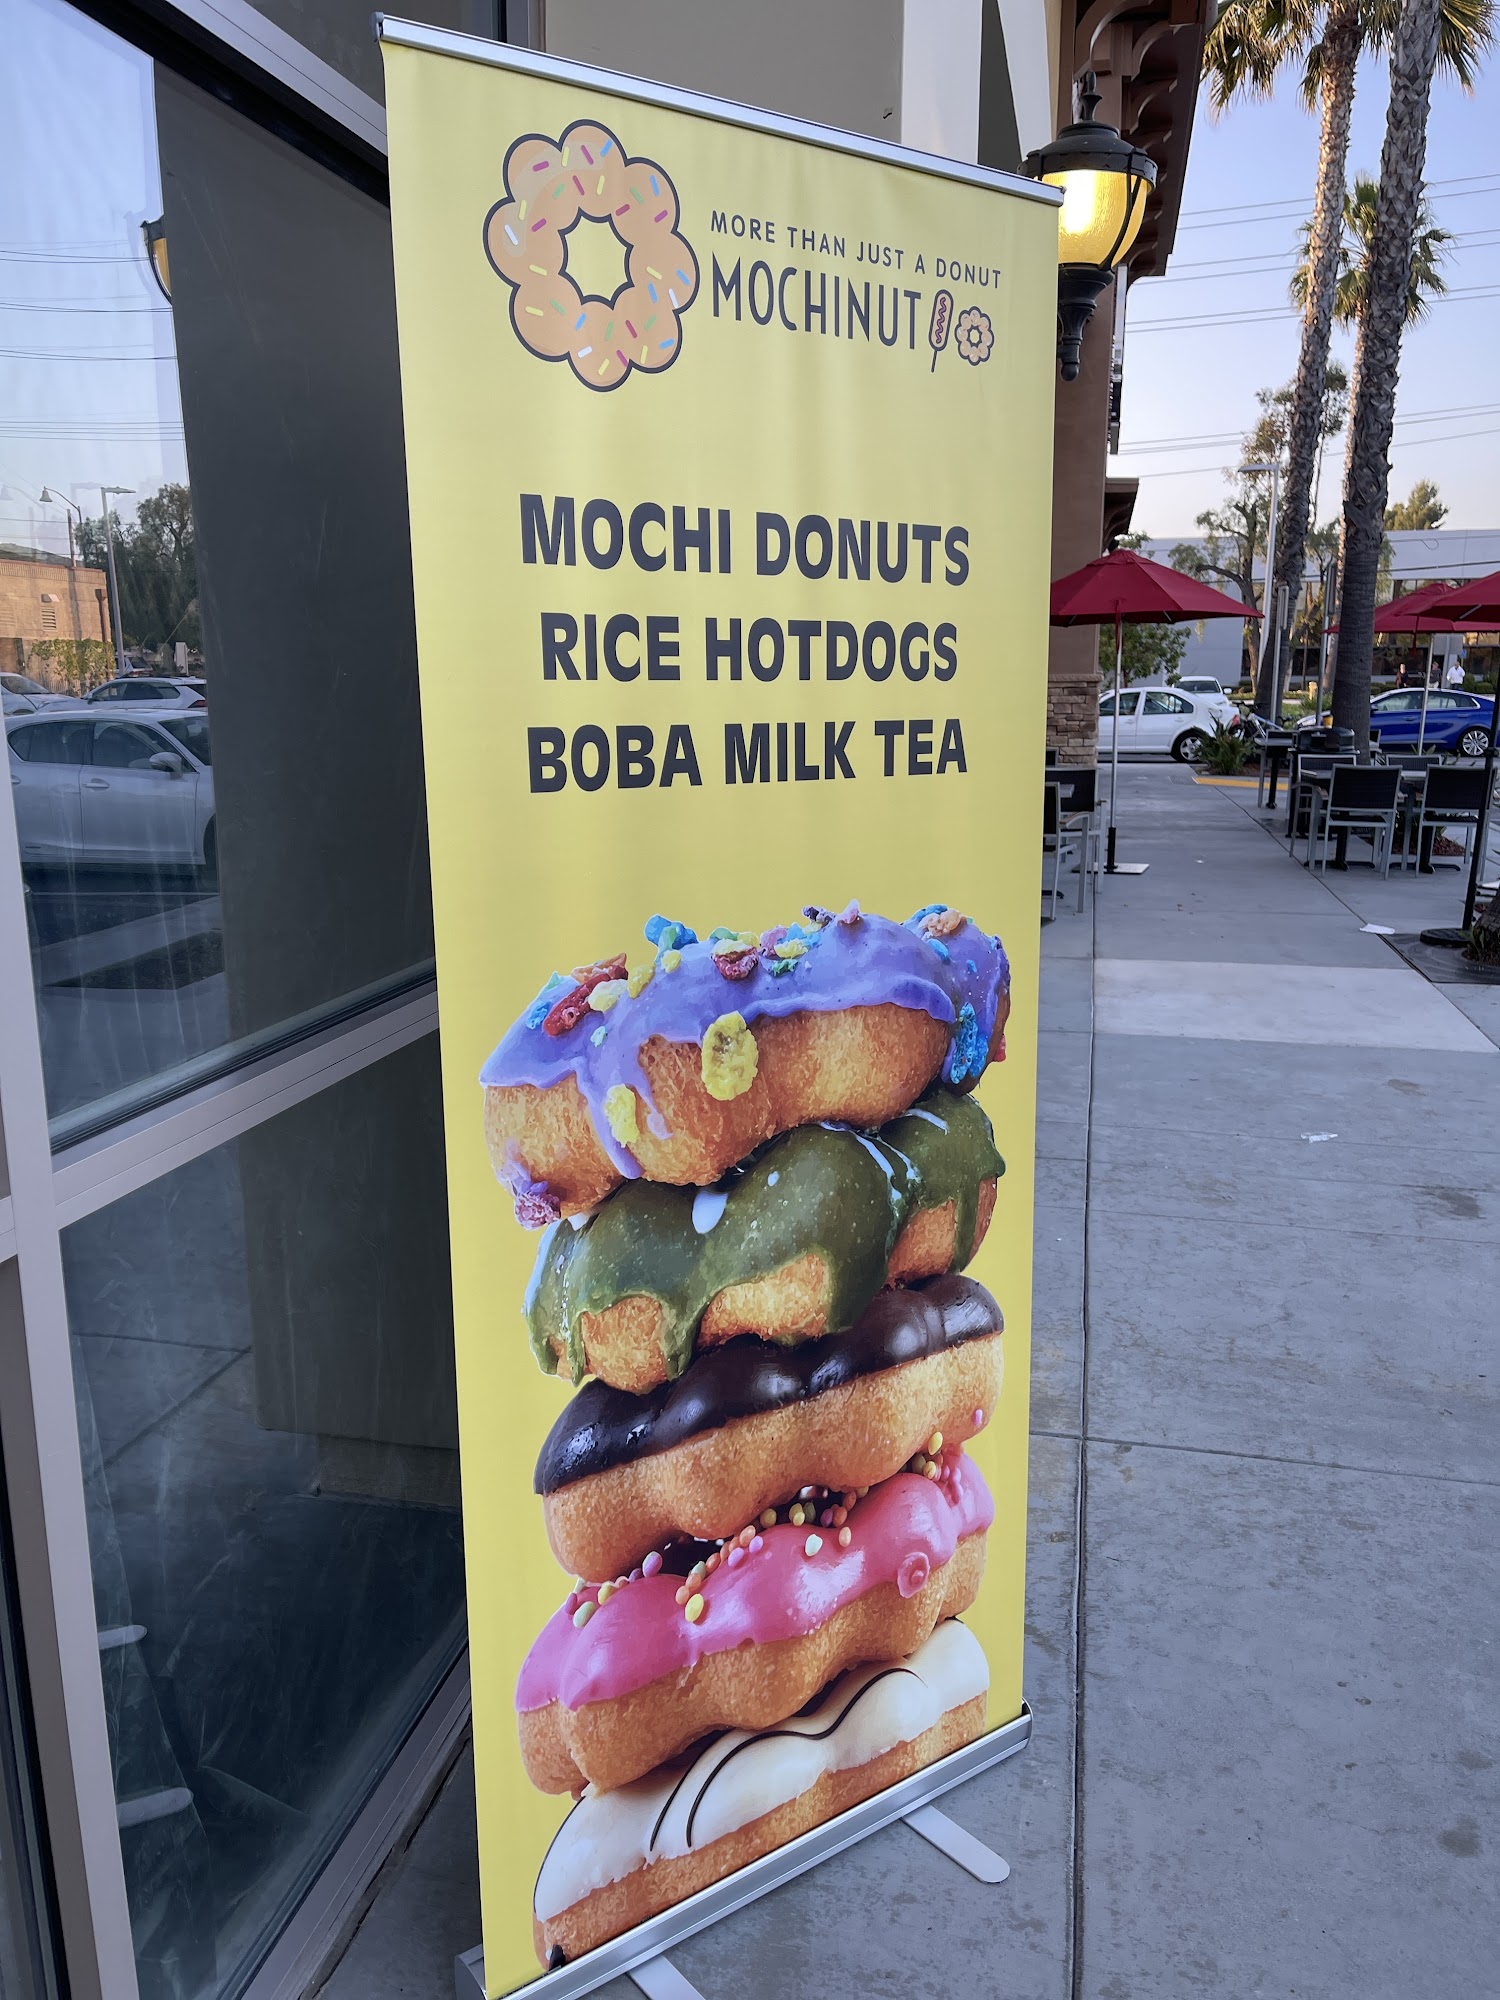 MORE THAN JUST A DONUT
MOCHINUT
MOCHI DONUTS
RICE HOTDOGS
BOBA MILK TEA